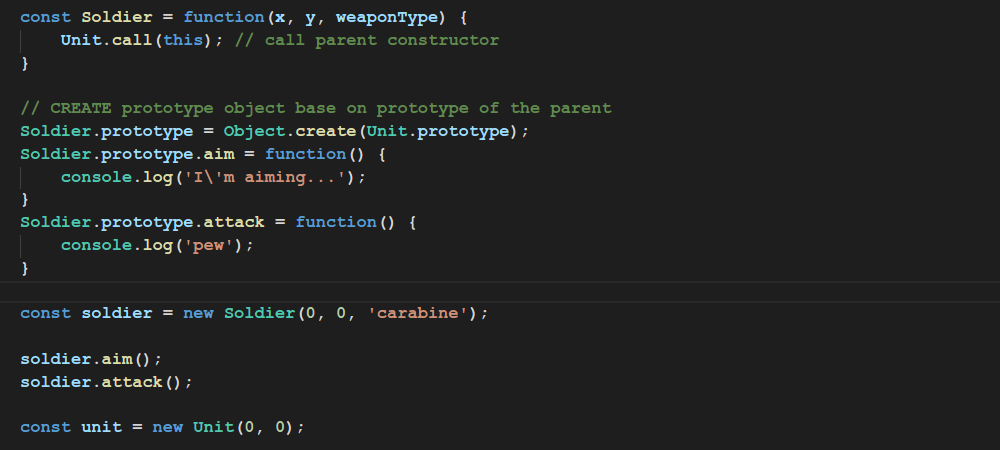 const Soldier = function(x, y, weaponType) {
    Unit.call(this); // call parent constructor
}
// CREATE prototype object base on prototype of the parent
Soldier.prototype = Object.create(Unit.prototype);
Soldier.prototype.aim = function() {
    console.log('I\'m aiming...');
}
Soldier.prototype.attack = function() {
    console.log('pew');
}
const soldier = new Soldier(0, 0, 'carabine');
soldier.aim();
soldier.attack();
const unit = new Unit(0, 0);